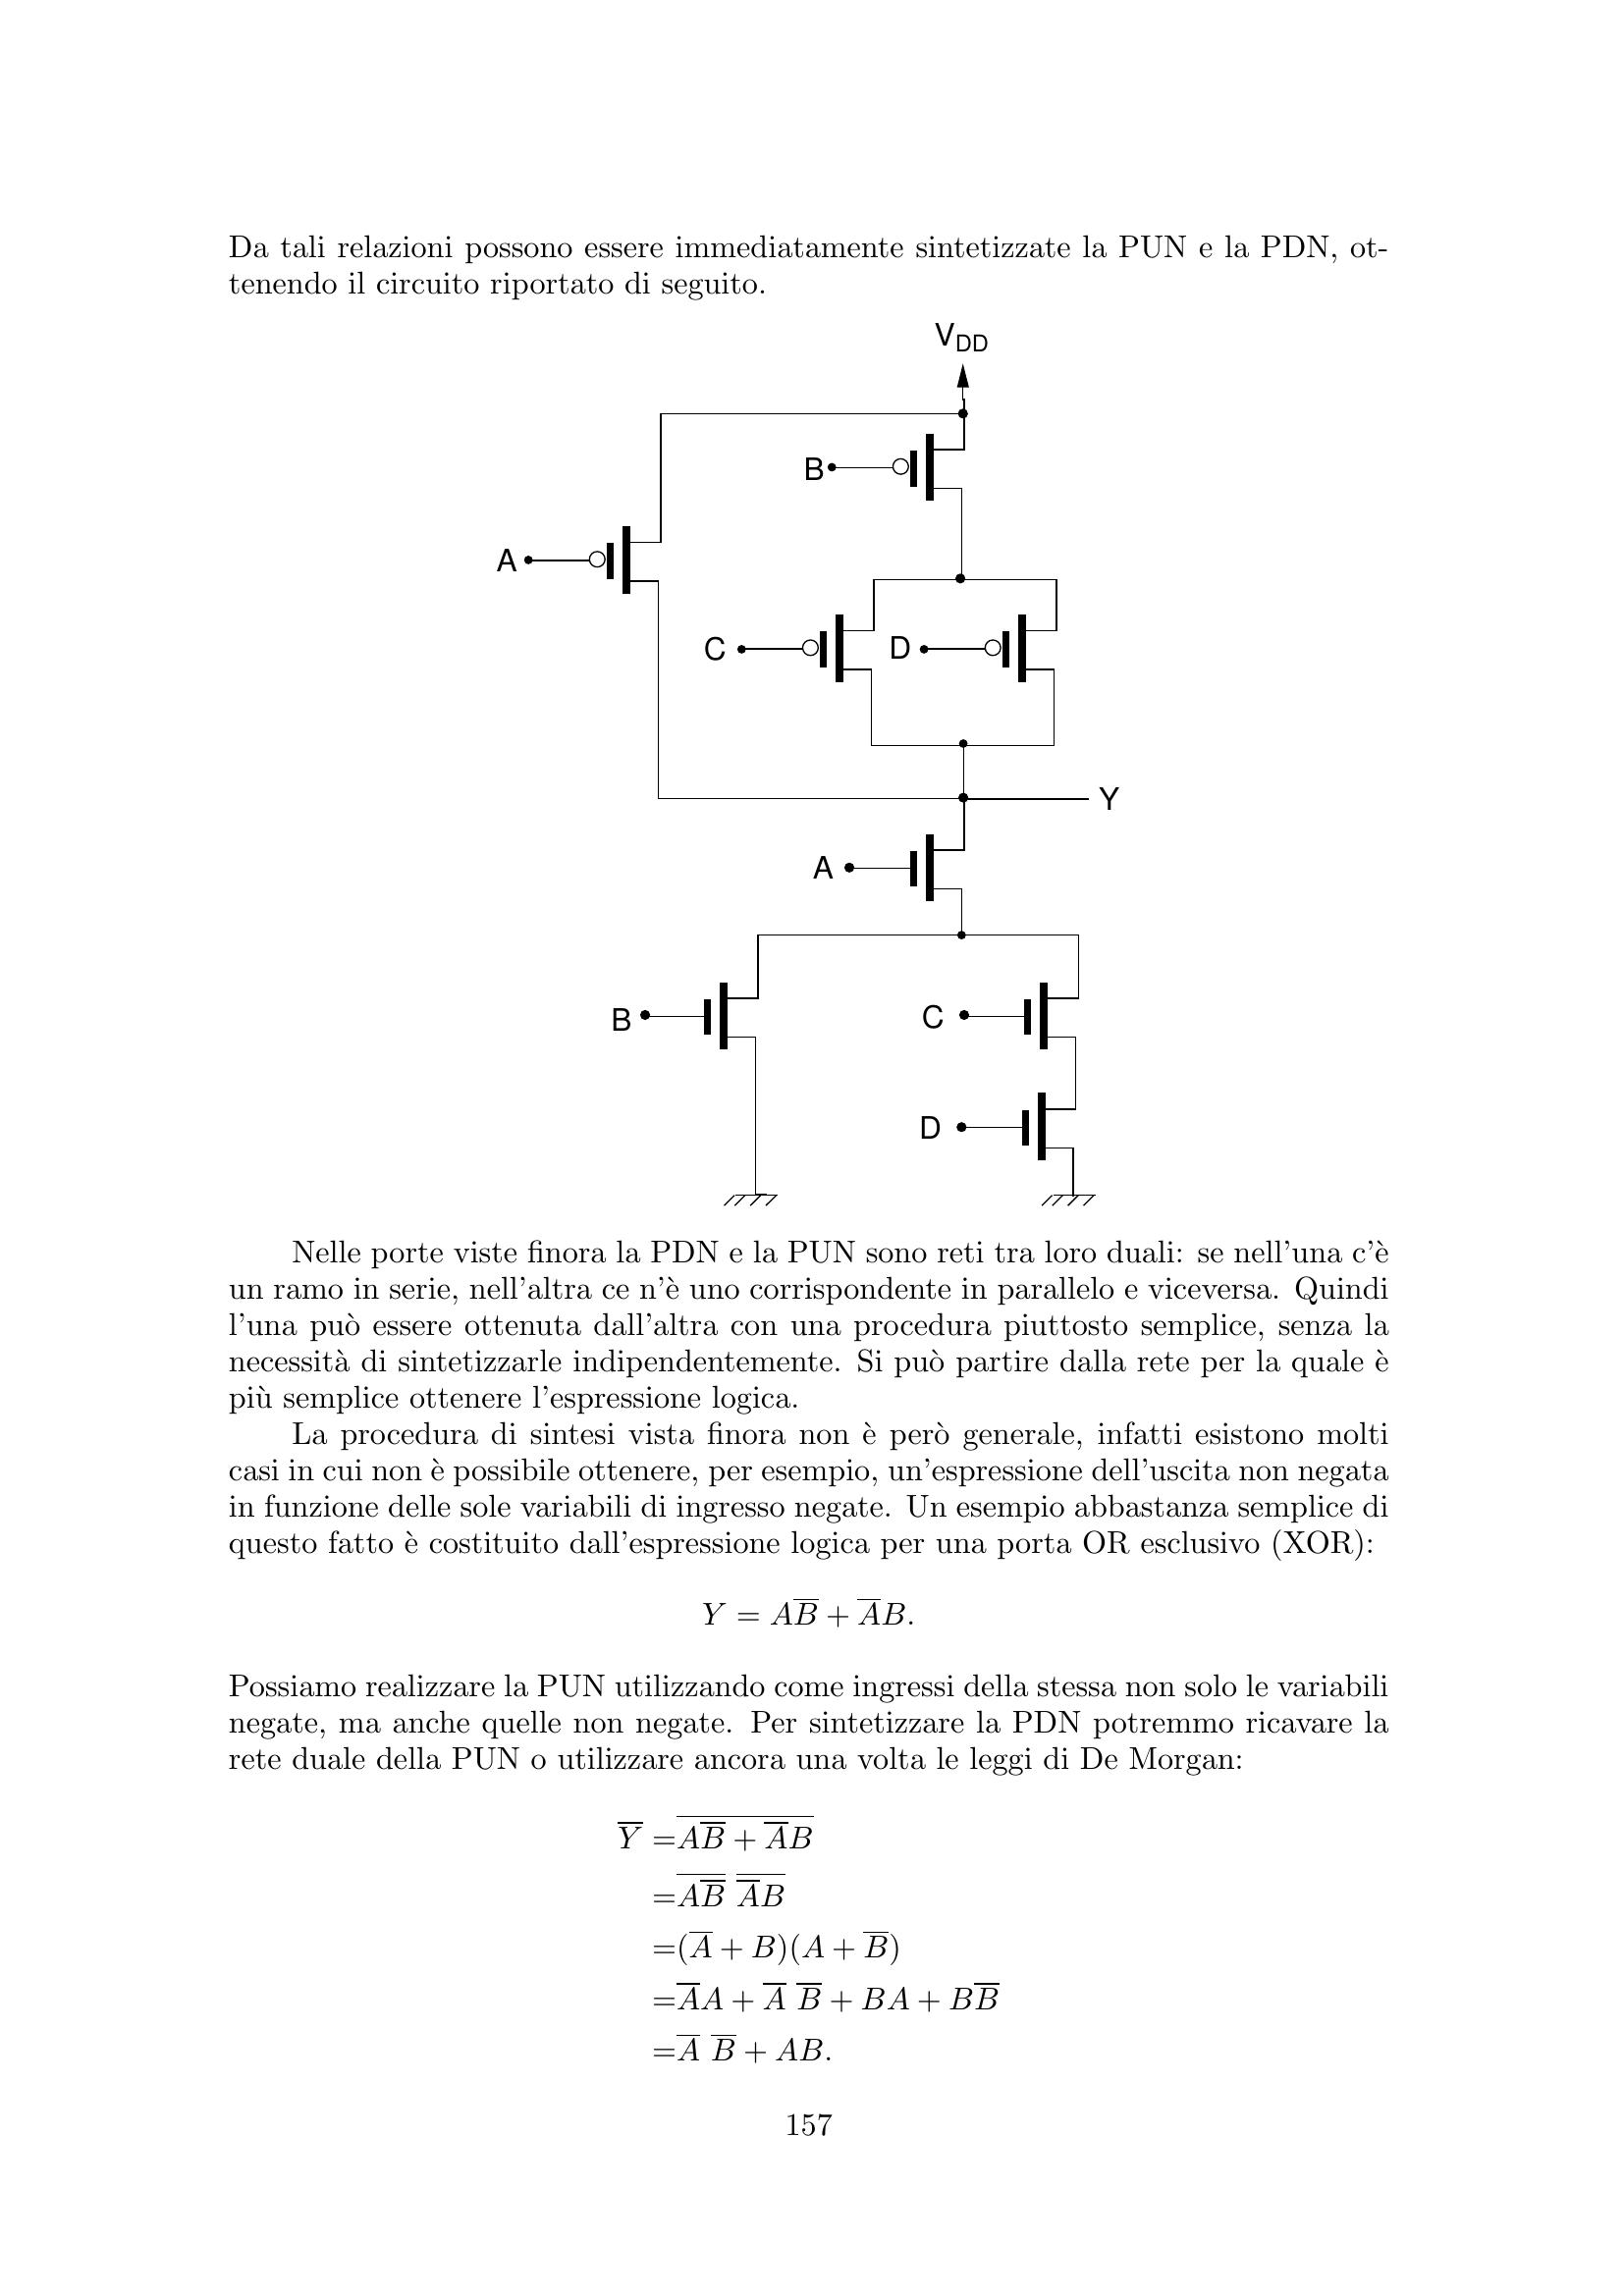 Da tali relazioni possono essere immediatamente sintetizzate la PUN e la PDN, ot-
tenendo il circuito riportato di seguito.
V_DD
B
A
C
D
Y
A
B
C
D
Nelle porte viste finora la PDN e la PUN sono reti tra loro duali: se nell'una c'è
un ramo in serie, nell'altra ce n'è uno corrispondente in parallelo e viceversa. Quindi
l'una può essere ottenuta dall'altra con una procedura piuttosto semplice, senza la
necessità di sintetizzarle indipendentemente. Si può partire dalla rete per la quale è
più semplice ottenere l'espressione logica.
La procedura di sintesi vista finora non è però generale, infatti esistono molti
casi in cui non è possibile ottenere, per esempio, un'espressione dell'uscita non negata
in funzione delle sole variabili di ingresso negate. Un esempio abbastanza semplice di
questo fatto è costituito dall'espressione logica per una porta OR esclusivo (XOR):
$Y = A\overline{B} + \overline{A}B.$
Possiamo realizzare la PUN utilizzando come ingressi della stessa non solo le variabili
negate, ma anche quelle non negate. Per sintetizzare la PDN potremmo ricavare la
rete duale della PUN o utilizzare ancora una volta le leggi di De Morgan:
$\overline{Y} = \overline{A\overline{B} + \overline{A}B}$
$= \overline{A\overline{B}}\ \overline{\overline{A}B}$
$= (\overline{A} + B)(A + \overline{B})$
$= \overline{A}A + \overline{A}\ \overline{B} + BA + B\overline{B}$
$= \overline{A}\ \overline{B} + AB.$
157